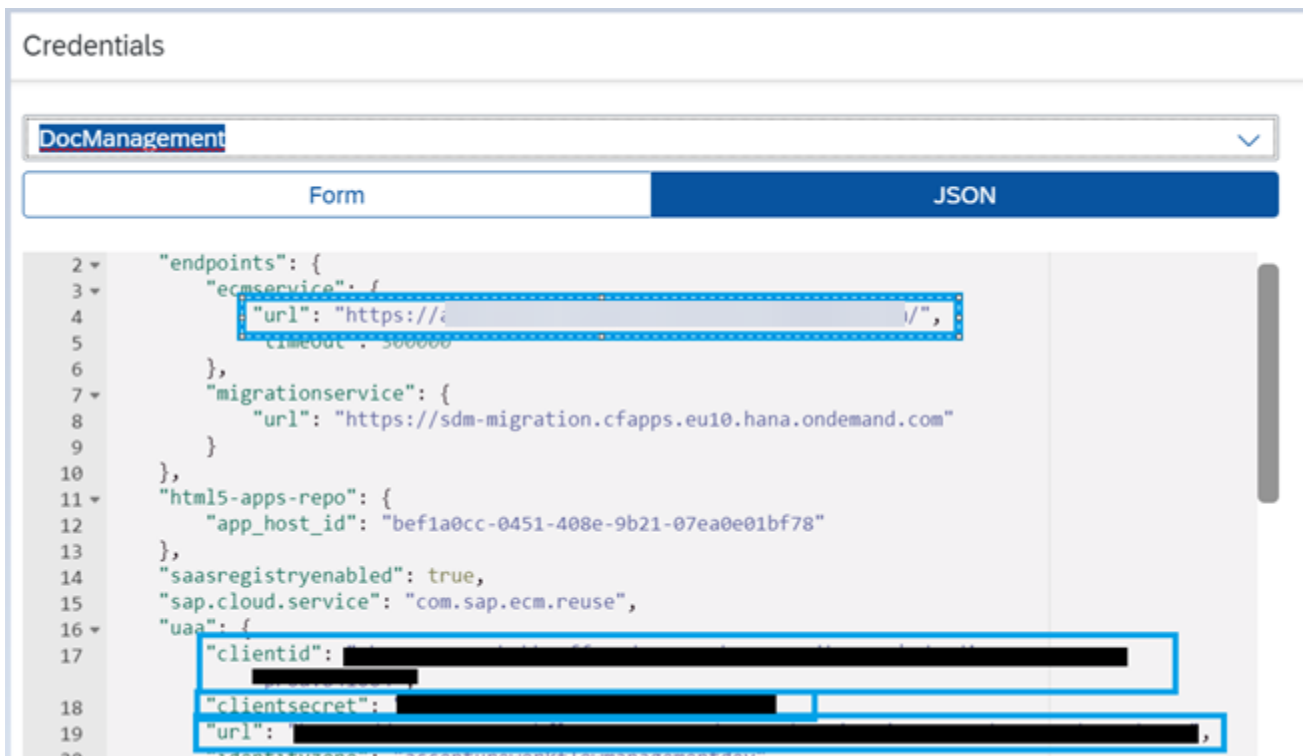 Credentials
DocManagement
Form JSON
2 "endpoints": {
3 "ecmservice": {
4 "url": "https:// /",
5 "timeout": 300000
6 },
7 "migrationservice": {
8 "url": "https://sdm-migration.cfapps.eu10.hana.ondemand.com"
9 }
10 },
11 "html5-apps-repo": {
12 "app_host_id": "bef1a0cc-0451-408e-9b21-07ea0e01bf78"
13 },
14 "saasregistryenabled": true,
15 "sap.cloud.service": "com.sap.ecm.reuse",
16 "uaa": {
17 "clientid":
18 "clientsecret":
19 "url": ,